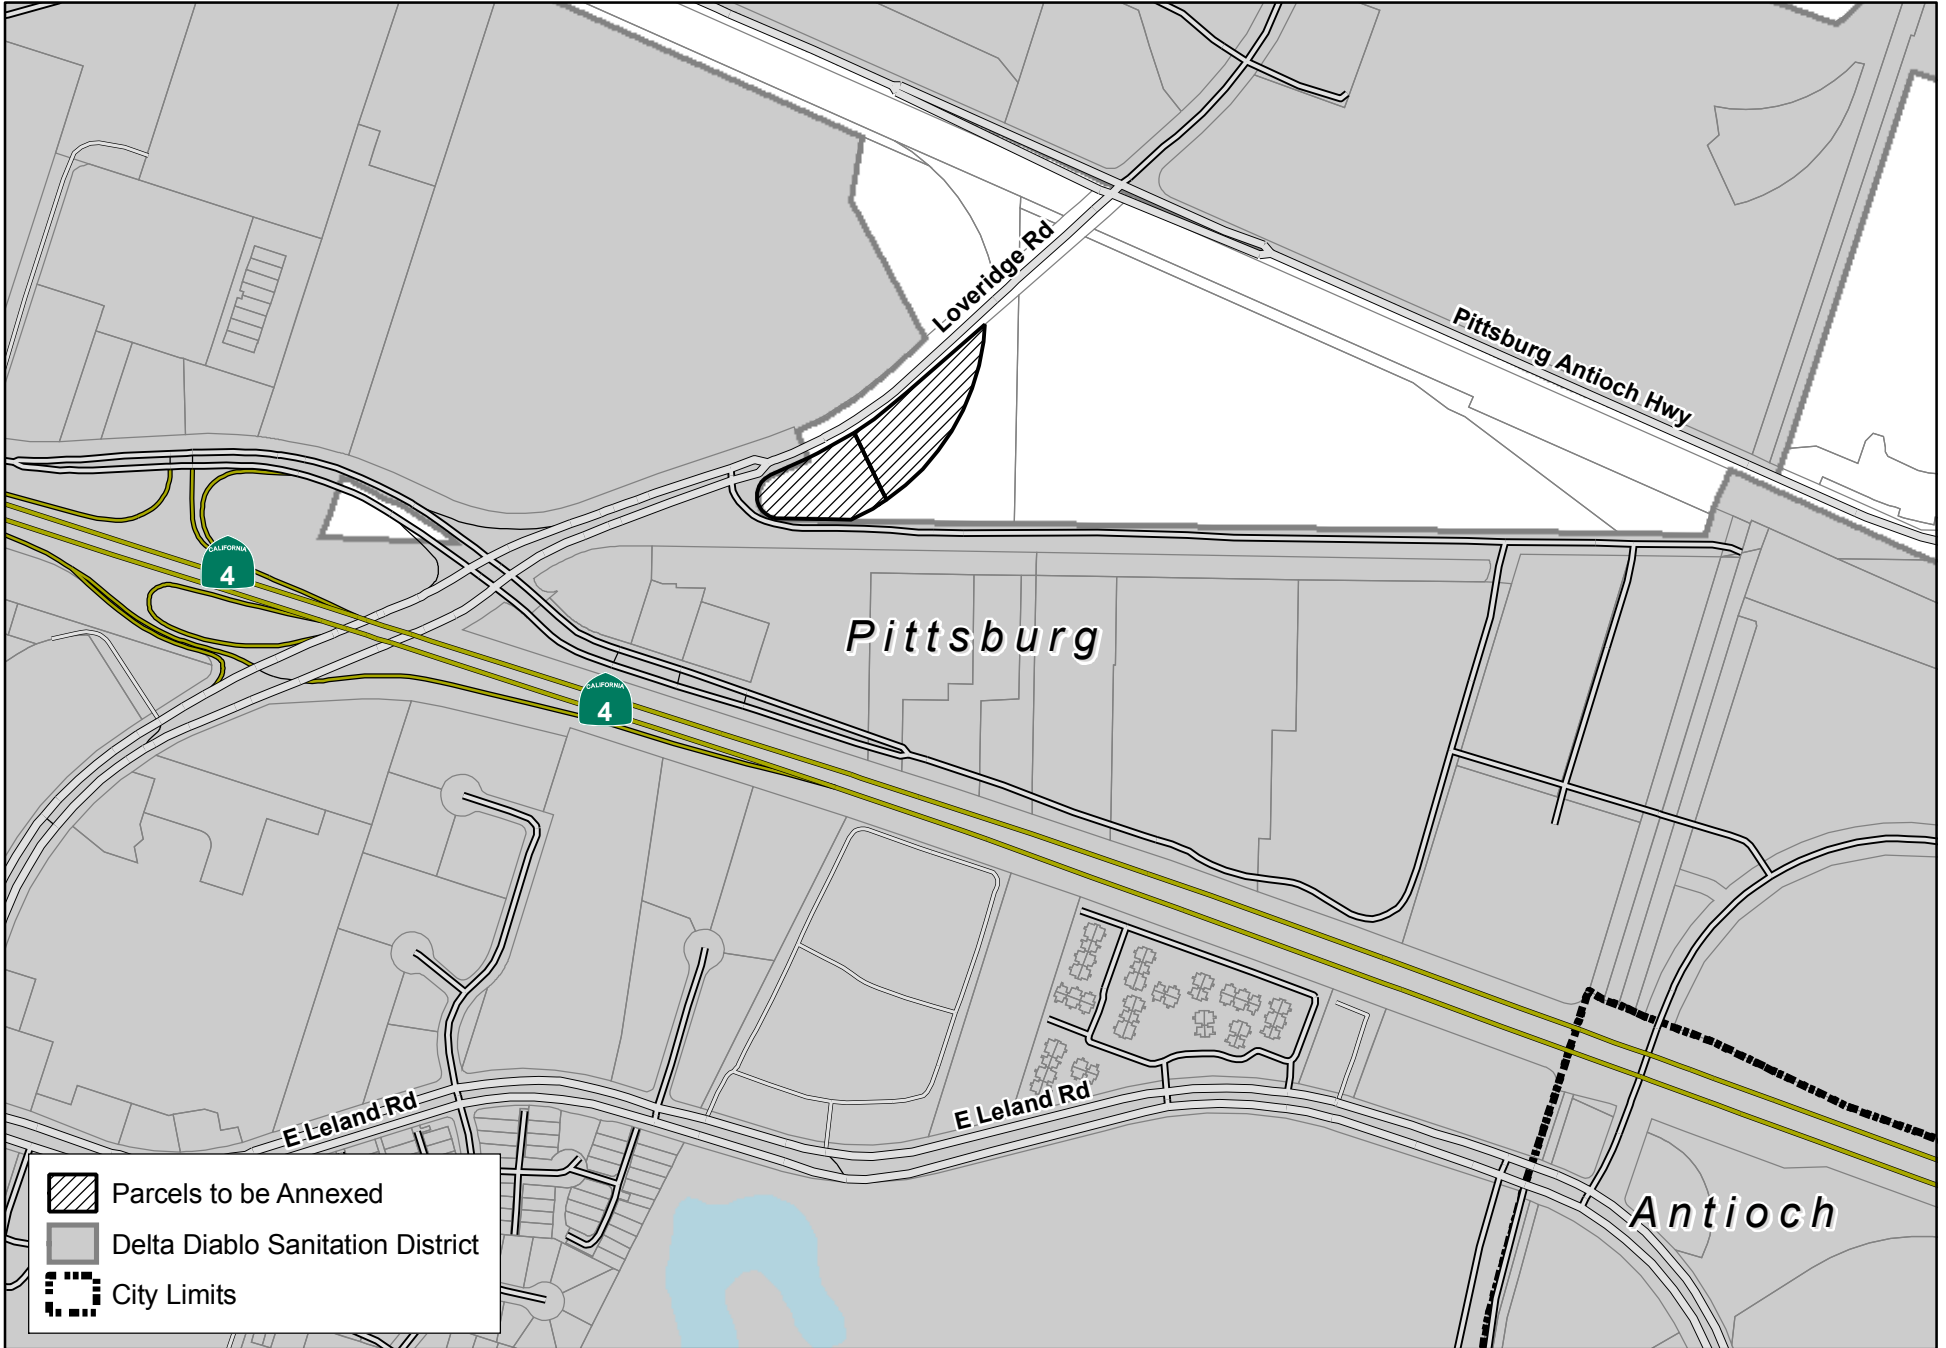 Loveridge Rd
Pittsburg Antioch Hwy
CALIFORNIA
4
Pittsburg
CALIFORNIA
4
E Leland Rd
E Leland Rd
Antioch
Parcels to be Annexed
Delta Diablo Sanitation District
City Limits